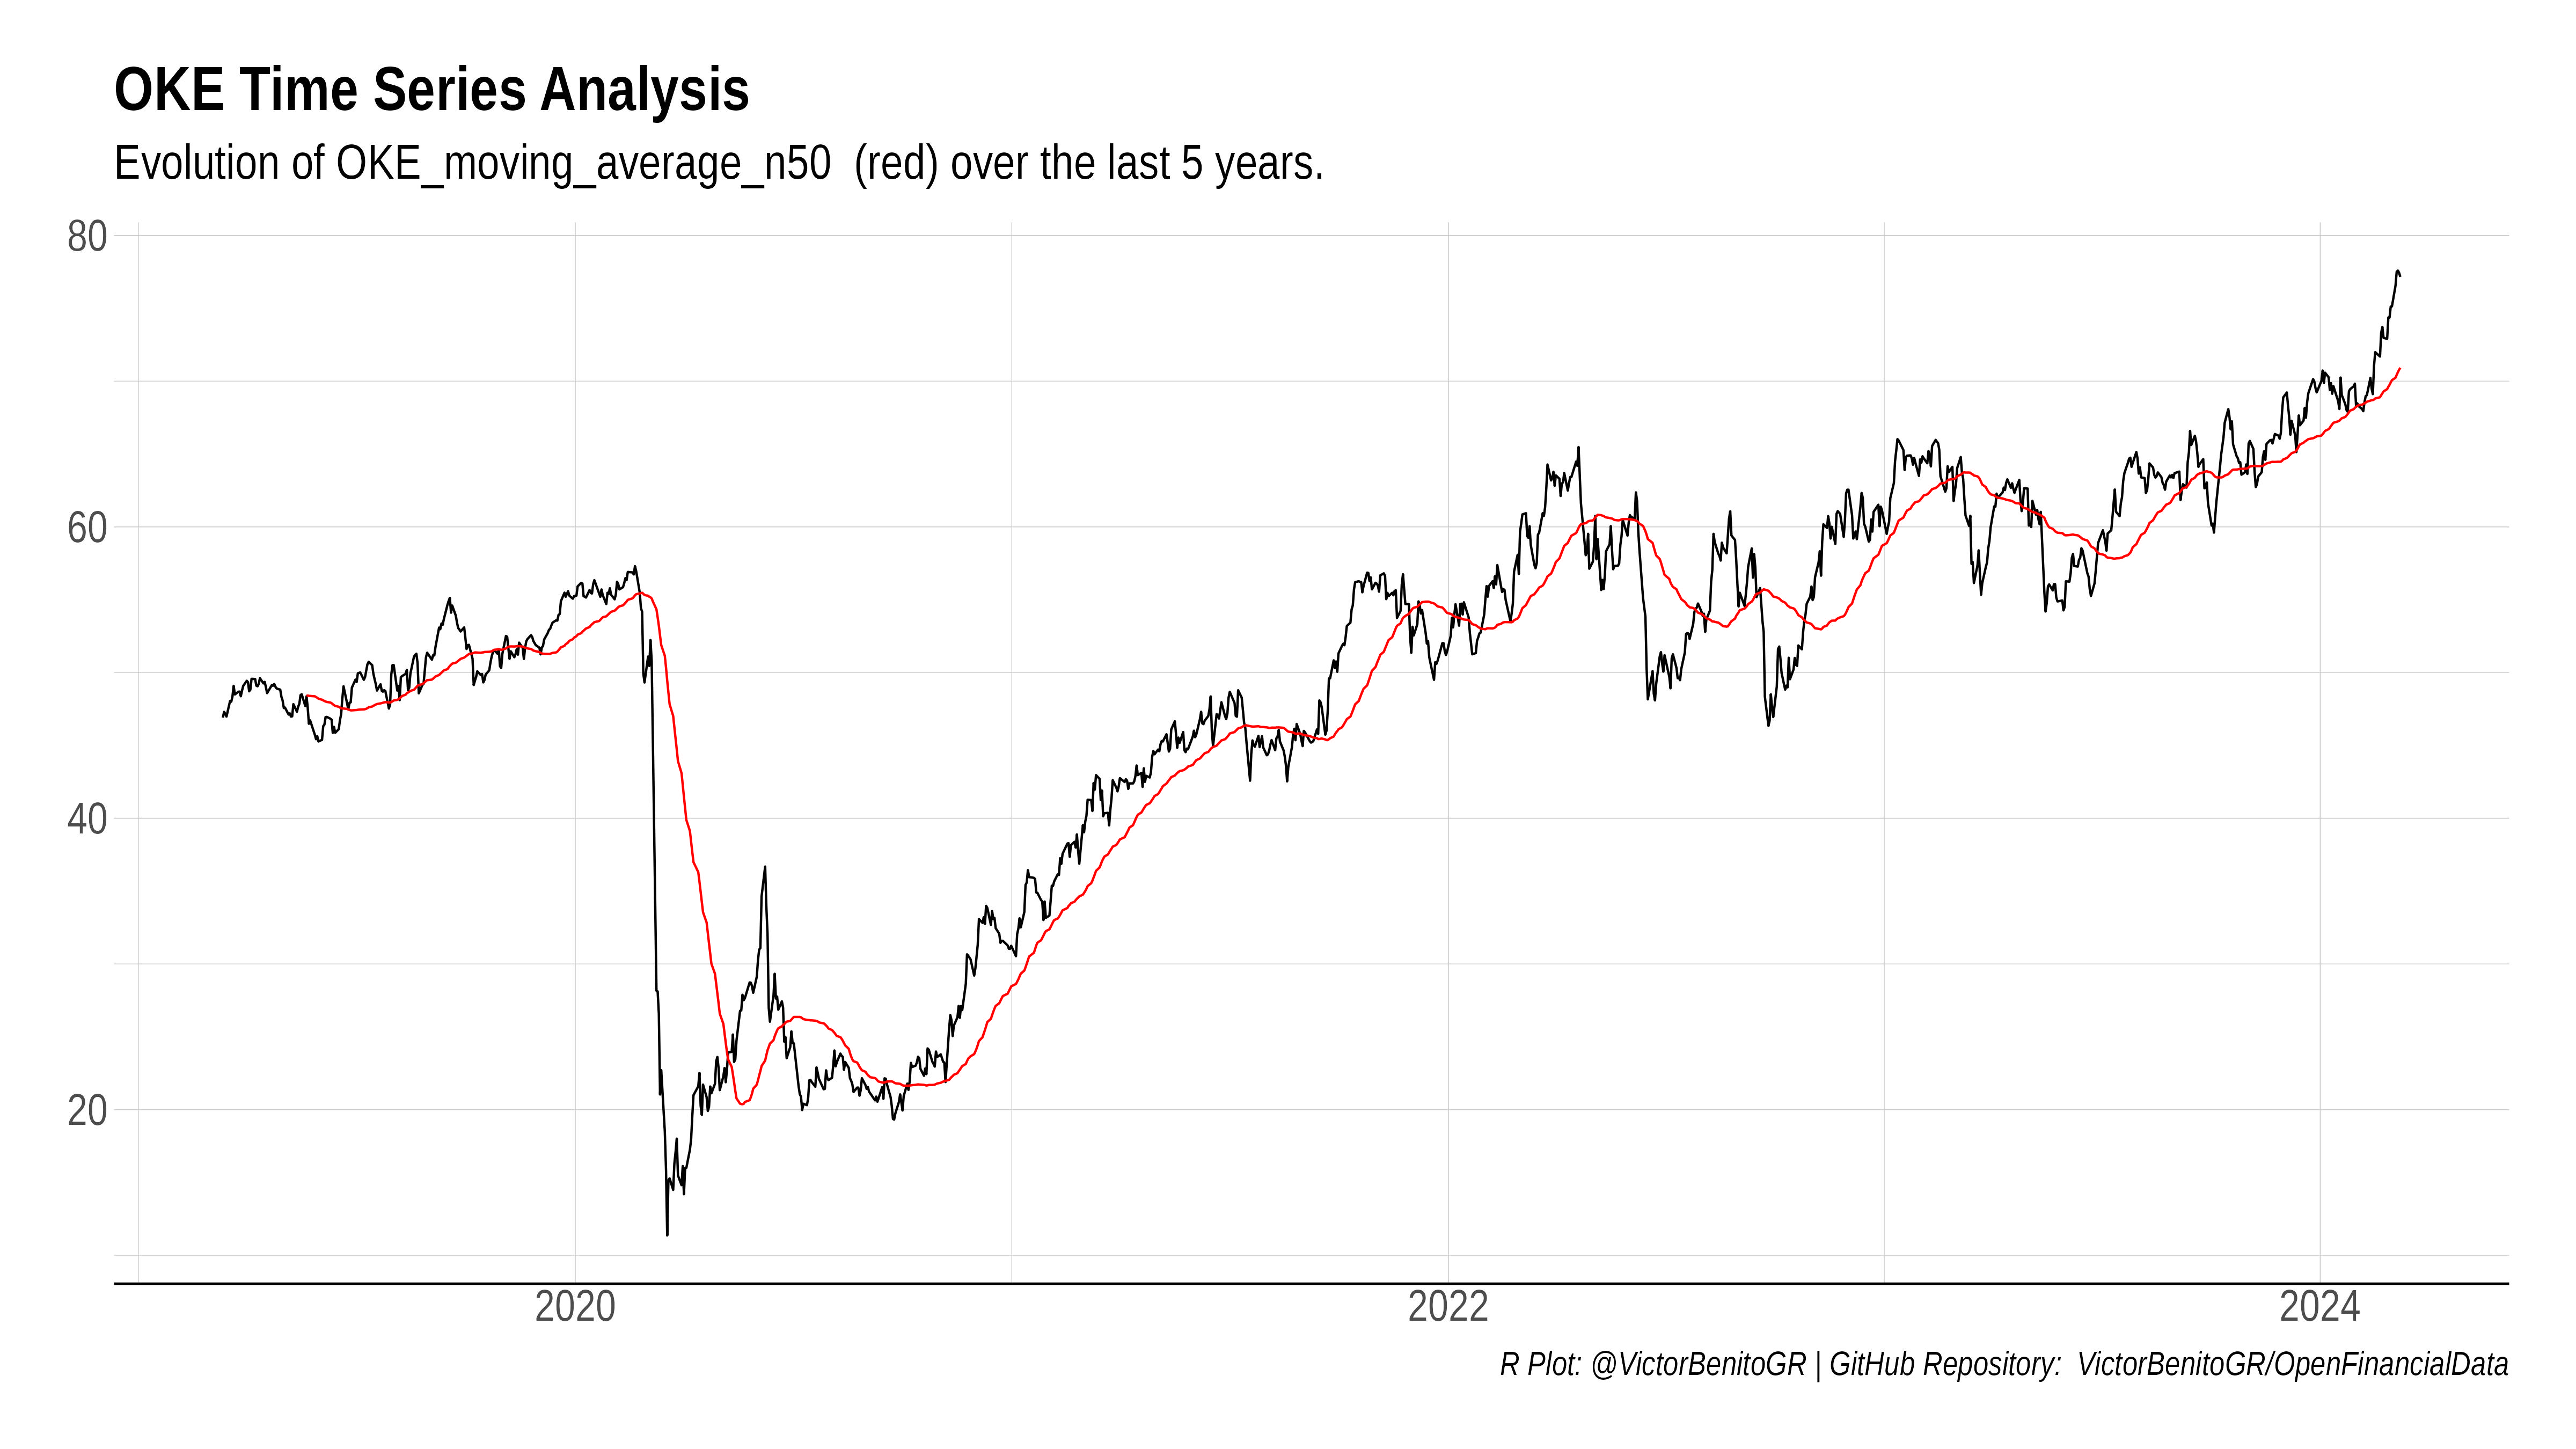 OKE Time Series Analysis
Evolution of OKE_moving_average_n50  (red) over the last 5 years.
80
60
40
20
2020 2022 2024
R Plot: @VictorBenitoGR | GitHub Repository:  VictorBenitoGR/OpenFinancialData